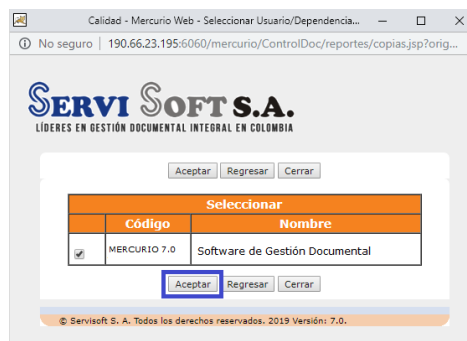 Calidad - Mercurio Web - Seleccionar Usuario/Dependencia...
No seguro | 190.66.23.195:6060/mercurio/ControlDoc/reportes/copias.jsp?orig...
SERVI SOFT S.A.
LÍDERES EN GESTIÓN DOCUMENTAL INTEGRAL EN COLOMBIA
Aceptar Regresar Cerrar
Seleccionar
Código Nombre
MERCURIO 7.0 Software de Gestión Documental
Aceptar Regresar Cerrar
© Servisoft S. A. Todos los derechos reservados. 2019 Versión: 7.0.